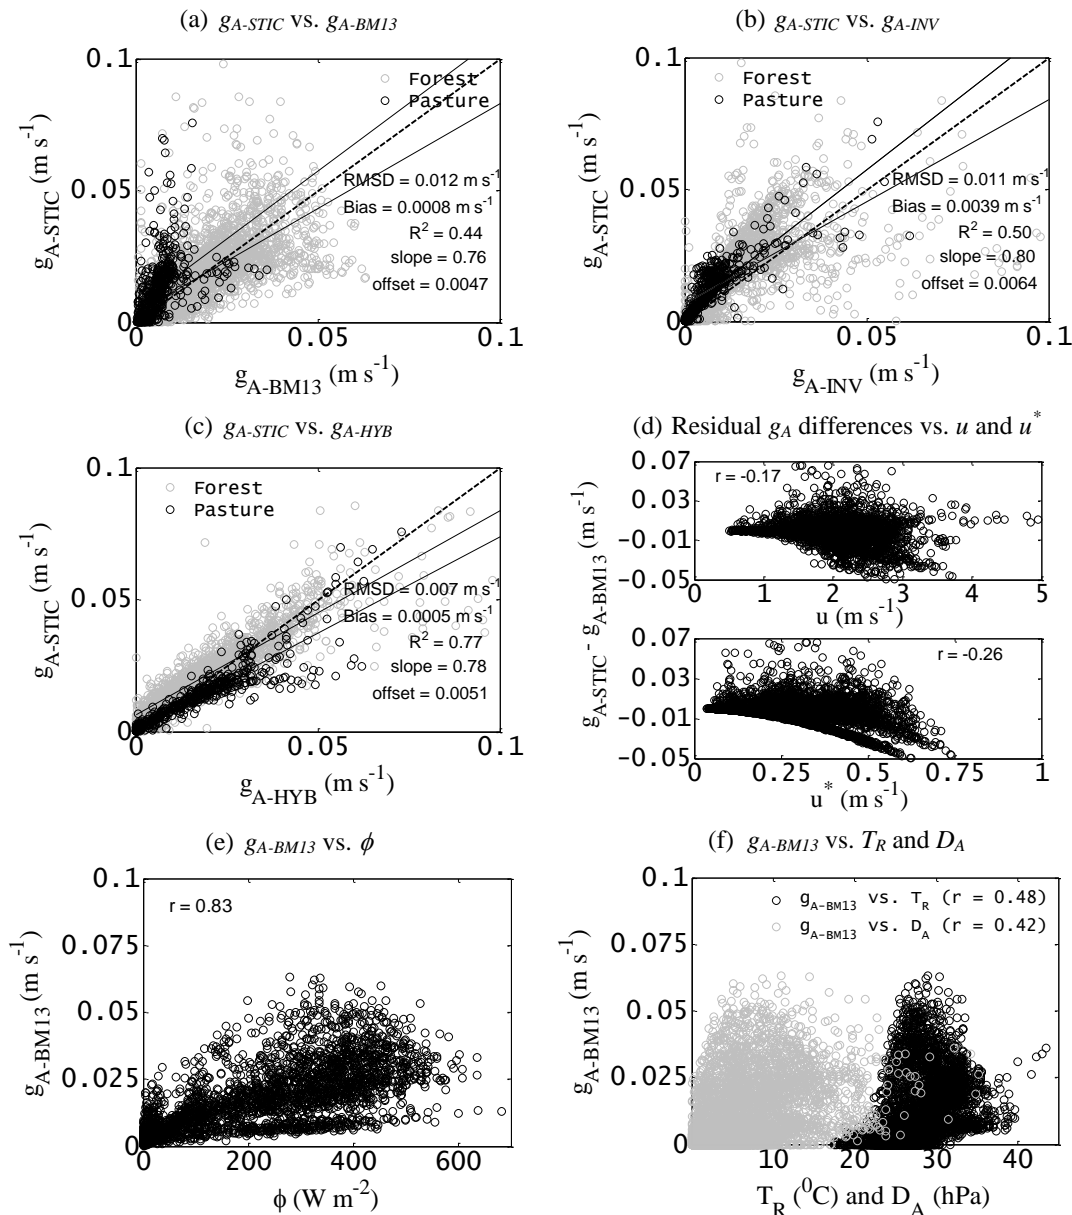 (a) gA-STIC vs. gA-BM13
0.1
0.05
0
gA-STIC (m s-1)
Forest
Pasture
RMSD = 0.012 m s-1
Bias = 0.0008 m s-1
R2 = 0.44
slope = 0.76
offset = 0.0047
0
0.05
0.1
gA-BM13 (m s-1)
(b) gA-STIC vs. gA-INV
0.1
0.05
0
gA-STIC (m s-1)
Forest
Pasture
RMSD = 0.011 m s-1
Bias = 0.0039 m s-1
R2 = 0.50
slope = 0.80
offset = 0.0064
0
0.05
0.1
gA-INV (m s-1)
(c) gA-STIC vs. gA-HYB
0.1
0.05
0
gA-STIC (m s-1)
Forest
Pasture
RMSD = 0.007 m s-1
Bias = 0.0005 m s-1
R2 = 0.77
slope = 0.78
offset = 0.0051
0
0.05
0.1
gA-HYB (m s-1)
(d) Residual gA differences vs. u and u*
gA-STIC - gA-BM13 (m s-1)
0.07
0.03
-0.01
-0.05
r = -0.17
0 1 2 3 4 5
u (m s-1)
0.07
0.03
-0.01
-0.05
r = -0.26
0 0.25 0.5 0.75 1
u* (m s-1)
(e) gA-BM13 vs. ϕ
0.1
0.075
0.05
0.025
0
gA-BM13 (m s-1)
r = 0.83
0 200 400 600
ϕ (W m-2)
(f) gA-BM13 vs. TR and DA
0.1
0.075
0.05
0.025
0
gA-BM13 (m s-1)
gA-BM13 vs. TR (r = 0.48)
gA-BM13 vs. DA (r = 0.42)
10 20 30 40
TR (0C) and DA (hPa)